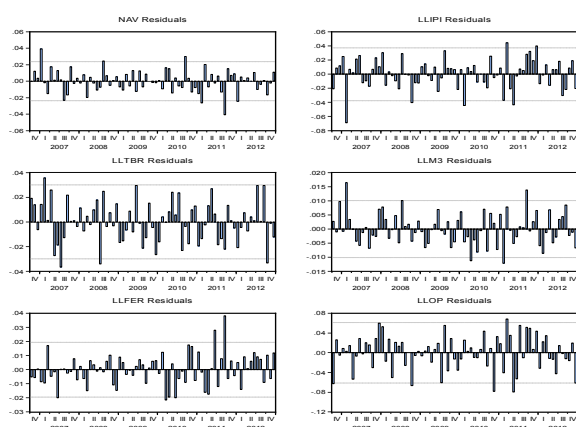 NAV Residuals
.06
.04
.02
.00
-.02
-.04
-.06
IV I II III IV I II III IV I II III IV I II III IV I II III IV I II III IV
2007 2008 2009 2010 2011 2012
LLIPI Residuals
.06
.04
.02
.00
-.02
-.04
-.06
-.08
IV I II III IV I II III IV I II III IV I II III IV I II III IV I II III
2007 2008 2009 2010 2011 2012
LLTBR Residuals
.04
.02
.00
-.02
-.04
IV I II III IV I II III IV I II III IV I II III IV I II III IV I II III IV
2007 2008 2009 2010 2011 2012
LLM3 Residuals
.020
.015
.010
.005
.000
-.005
-.010
-.015
IV I II III IV I II III IV I II III IV I II III IV I II III IV I II III
2007 2008 2009 2010 2011 2012
LLFER Residuals
.04
.03
.02
.01
.00
-.01
-.02
-.03
IV I II III IV I II III IV I II III IV I II III IV I II III IV I II III IV
LLOP Residuals
.08
.04
.00
-.04
-.08
-.12
IV I II III IV I II III IV I II III IV I II III IV I II III IV I II III